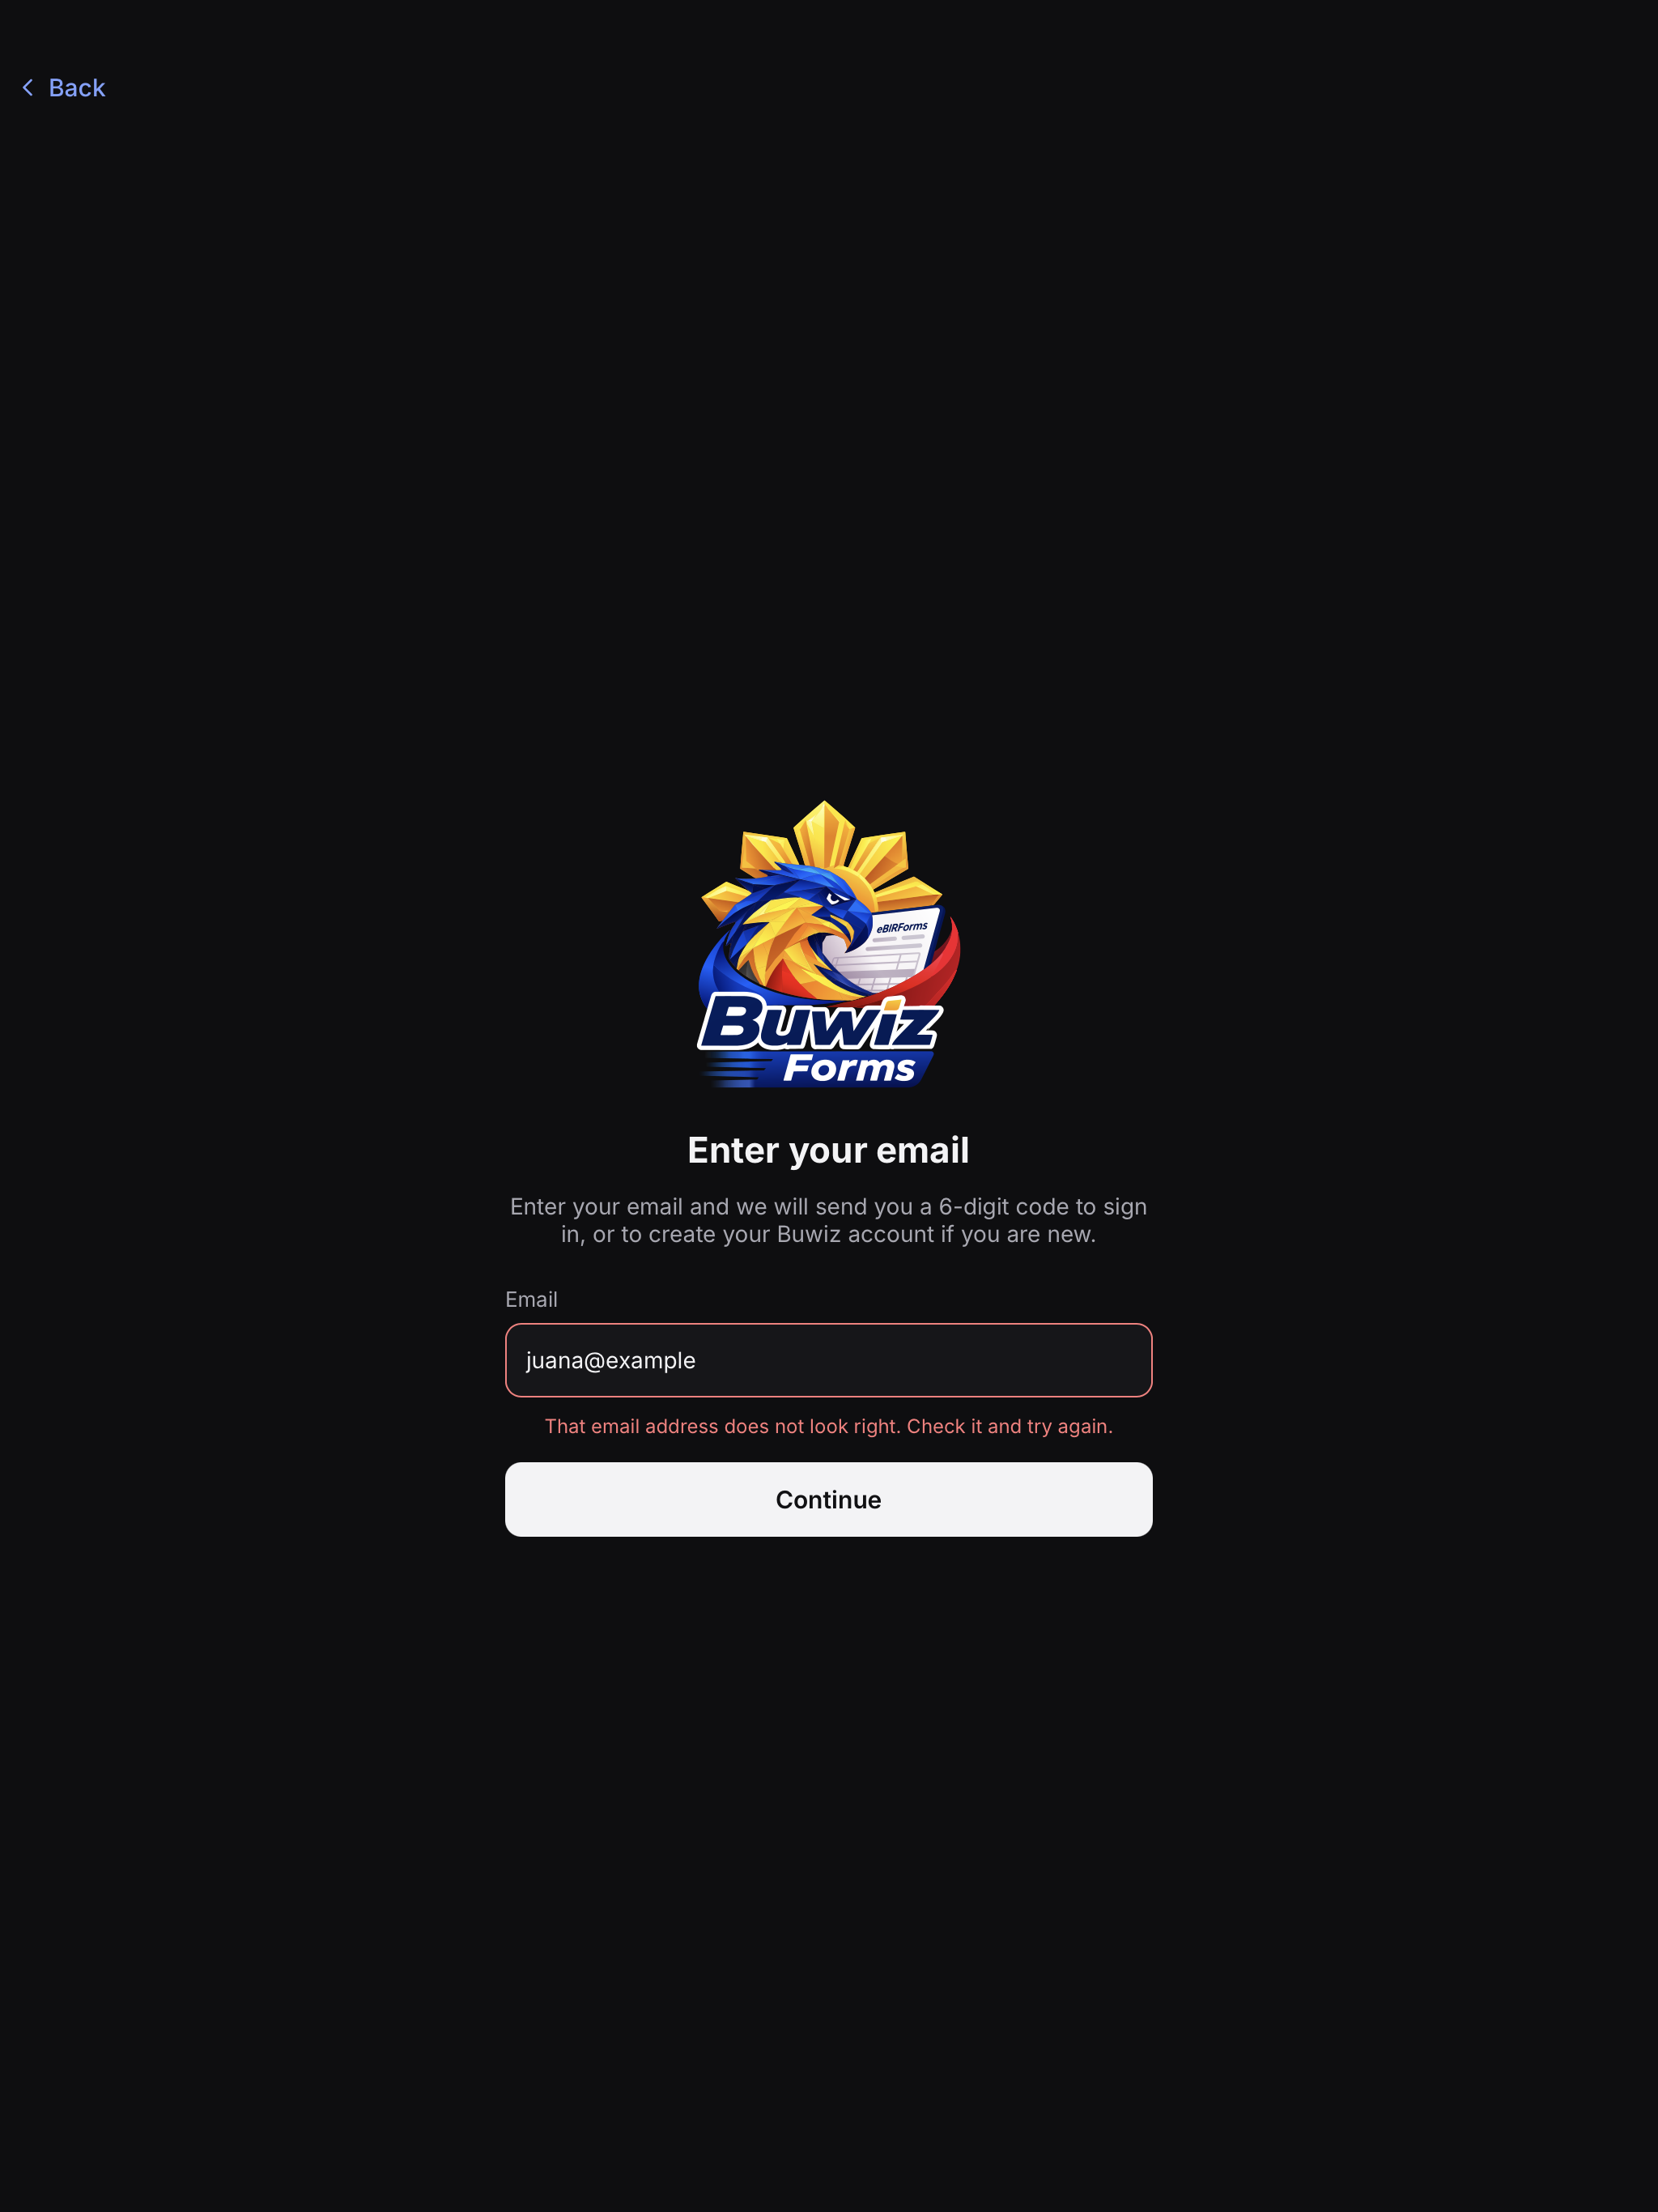 Back
eBIRForms
Buwiz
Forms
Enter your email
Enter your email and we will send you a 6-digit code to sign
in, or to create your Buwiz account if you are new.
Email
juana@example
That email address does not look right. Check it and try again.
Continue